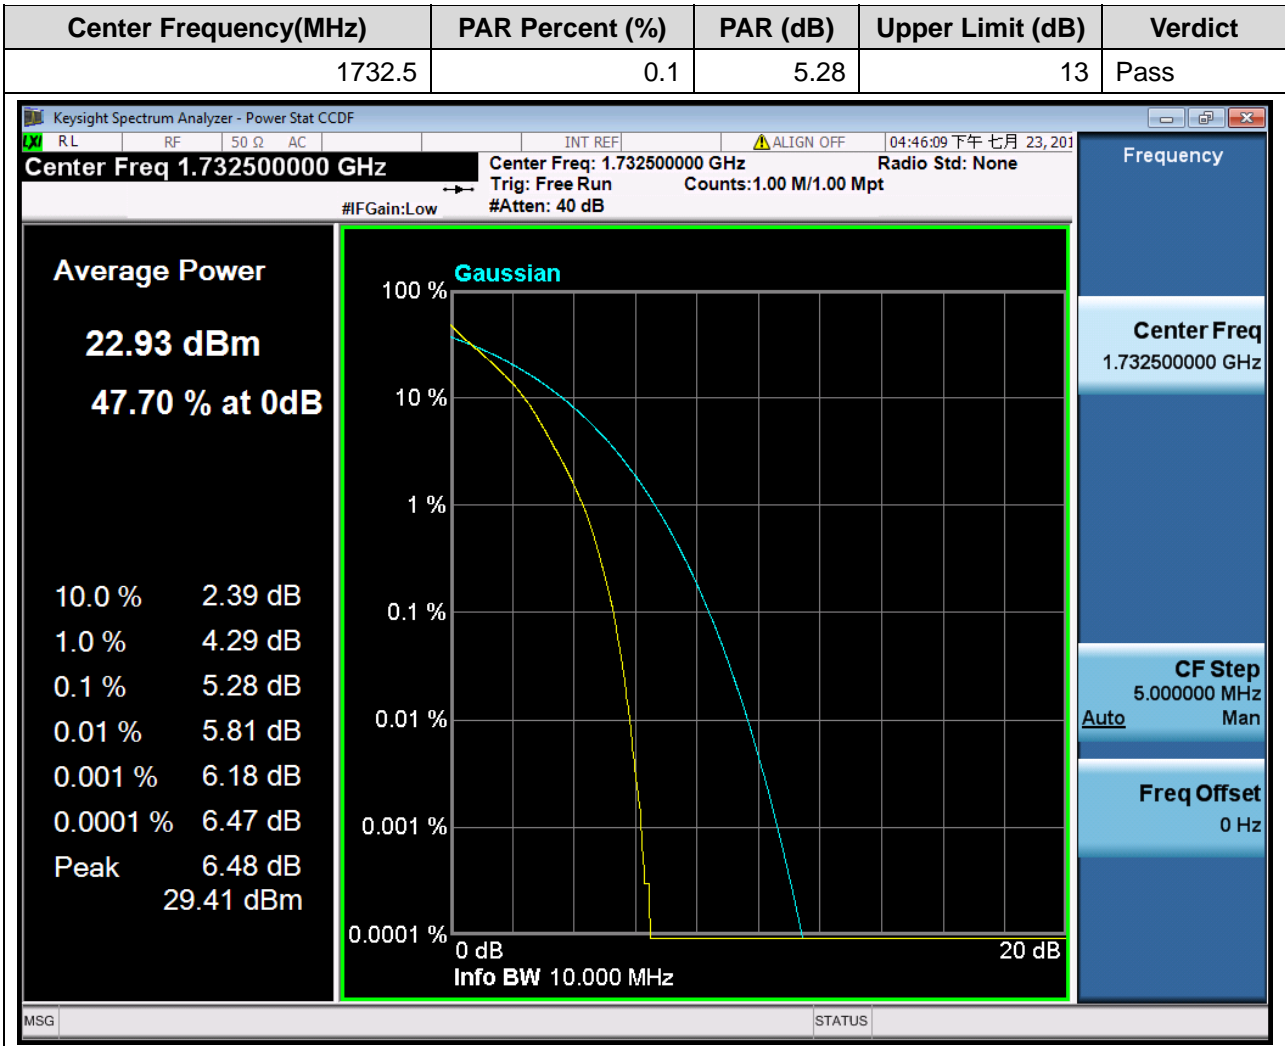 Center Frequency(MHz) PAR Percent (%) PAR (dB) Upper Limit (dB) Verdict
1732.5 0.1 5.28 13 Pass
Keysight Spectrum Analyzer - Power Stat CCDF
LXI RL RF 50 Ω AC INT REF ALIGN OFF 04:46:09 下午 七月 23, 201
Center Freq 1.732500000 GHz
Center Freq: 1.732500000 GHz Radio Std: None
Trig: Free Run Counts:1.00 M/1.00 Mpt
#IFGain:Low #Atten: 40 dB
Frequency
Average Power
22.93 dBm
47.70 % at 0dB
10.0 % 2.39 dB
1.0 % 4.29 dB
0.1 % 5.28 dB
0.01 % 5.81 dB
0.001 % 6.18 dB
0.0001 % 6.47 dB
Peak 6.48 dB
29.41 dBm
Gaussian
100 %
10 %
1 %
0.1 %
0.01 %
0.001 %
0.0001 %
0 dB 20 dB
Info BW 10.000 MHz
Center Freq
1.732500000 GHz
CF Step
5.000000 MHz
Auto Man
Freq Offset
0 Hz
MSG STATUS